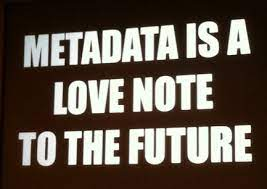 METADATA IS A
LOVE NOTE
TO THE FUTURE